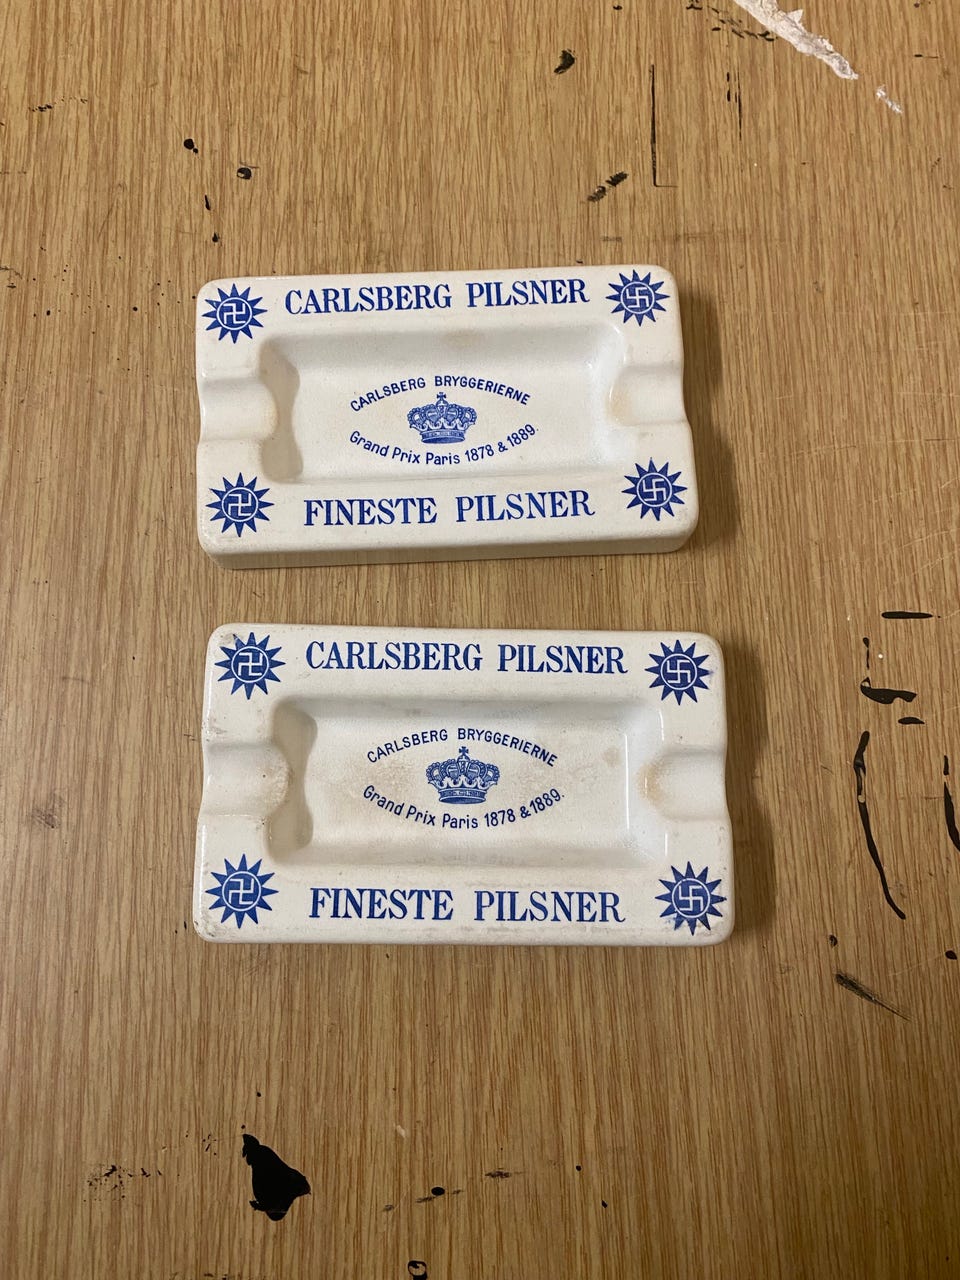 CARLSBERG PILSNER
CARLSBERG BRYGGERIERNE
Grand Prix Paris 1878 & 1889.
FINESTE PILSNER
CARLSBERG PILSNER
CARLSBERG BRYGGERIERNE
Grand Prix Paris 1878 & 1889.
FINESTE PILSNER